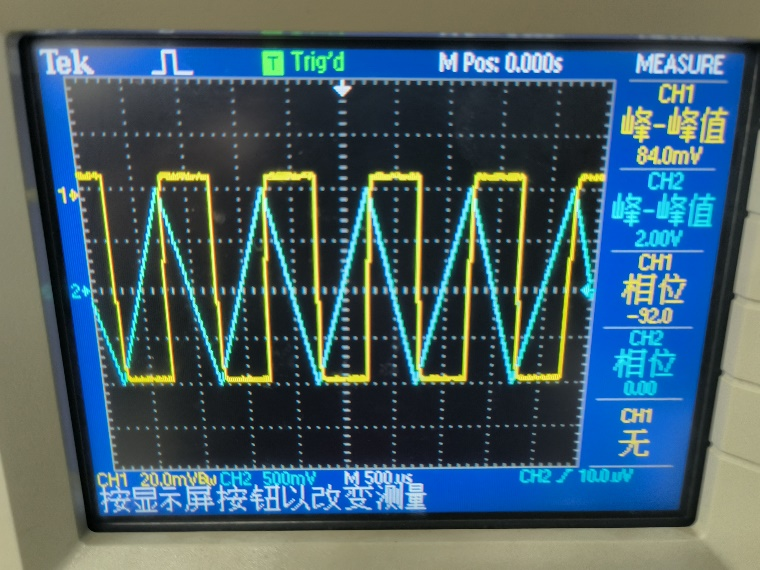 Tek T Trig'd M Pos: 0.000s MEASURE
CH1
峰-峰值
84.0mV
CH2
峰-峰值
2.00V
CH1
相位
-92.0
CH2
相位
0.00
CH1
无
1
2
CH1 20.0mVBw CH2 500mV M 500us CH2 10.0uV
按显示屏按钮以改变测量